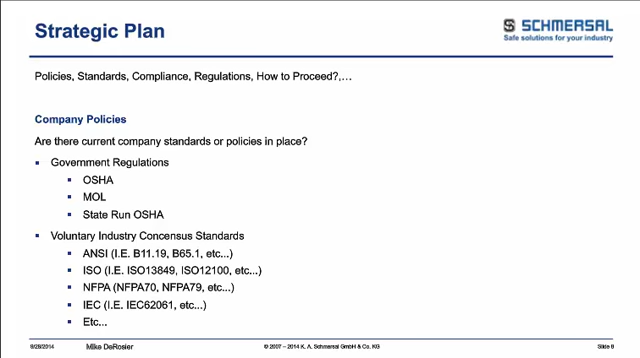 Strategic Plan
SCHMERSAL
Safe solutions for your industry
Policies, Standards, Compliance, Regulations, How to Proceed?,…
Company Policies
Are there current company standards or policies in place?
Government Regulations
OSHA
MOL
State Run OSHA
Voluntary Industry Concensus Standards
ANSI (I.E. B11.19, B65.1, etc...)
ISO (I.E. ISO13849, ISO12100, etc...)
NFPA (NFPA70, NFPA79, etc...)
IEC (I.E. IEC62061, etc...)
Etc...
8/28/2014 Mike DeRosier © 2007 – 2014 K. A. Schmersal GmbH & Co. KG Slide 8